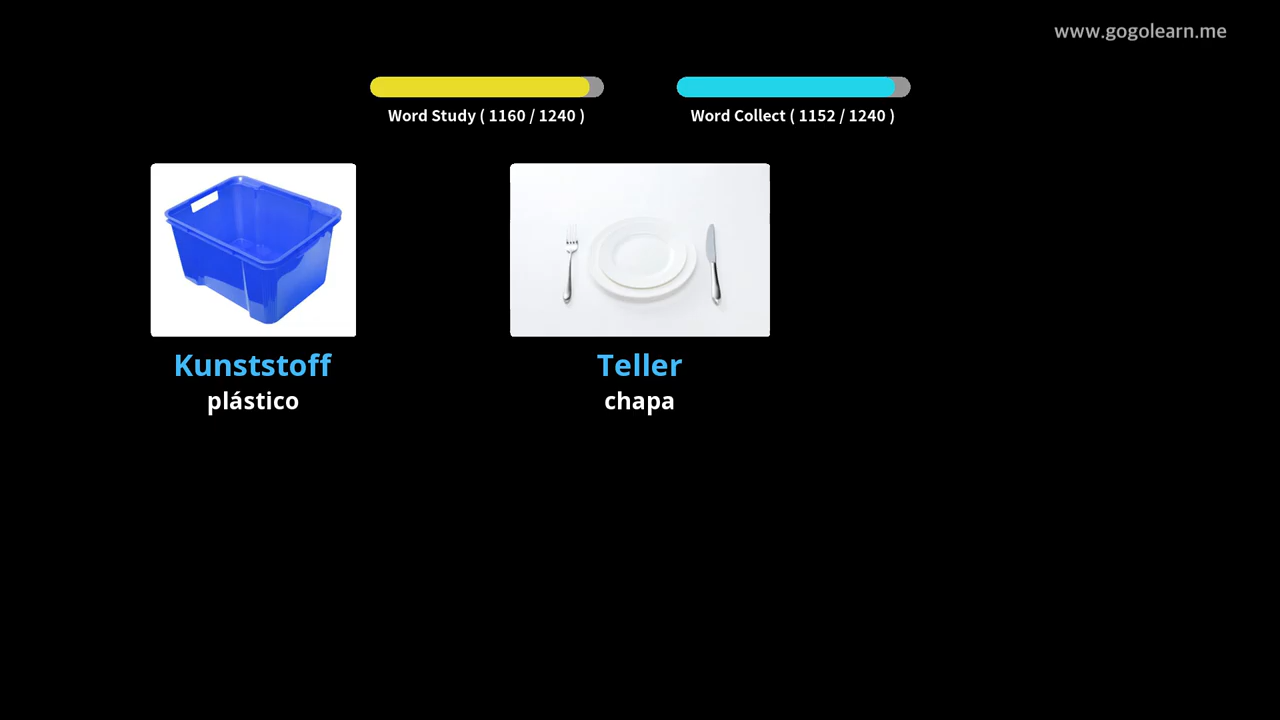 www.gogolearn.me
Word Study ( 1160 / 1240 )
Word Collect ( 1152 / 1240 )
Kunststoff
plástico
Teller
chapa